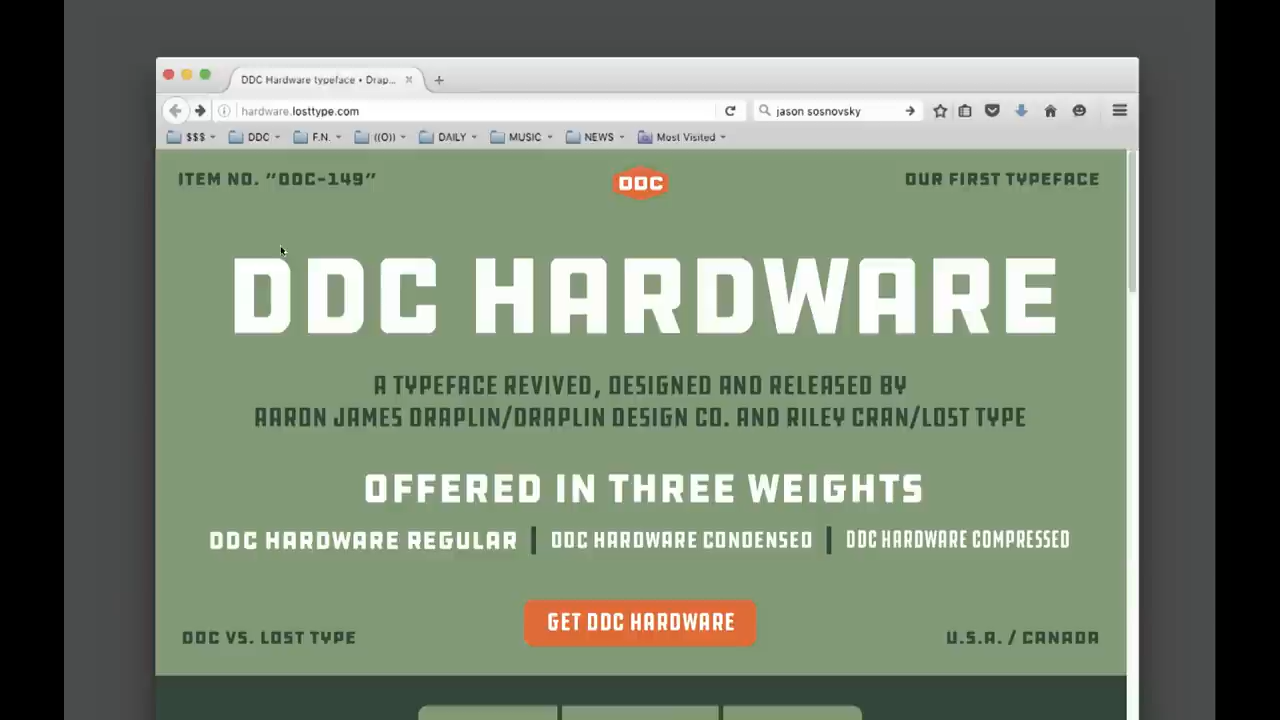 DDC Hardware typeface • Drap...
hardware.losttype.com
jason sosnovsky
$$$ DDC F.N. ((O)) DAILY MUSIC NEWS Most Visited
ITEM NO. "DDC-149" DDC OUR FIRST TYPEFACE
DDC HARDWARE
A TYPEFACE REVIVED, DESIGNED AND RELEASED BY
AARON JAMES DRAPLIN/DRAPLIN DESIGN CO. AND RILEY CRAN/LOST TYPE
OFFERED IN THREE WEIGHTS
DDC HARDWARE REGULAR | DDC HARDWARE CONDENSED | DDC HARDWARE COMPRESSED
GET DDC HARDWARE
DDC VS. LOST TYPE U.S.A. / CANADA